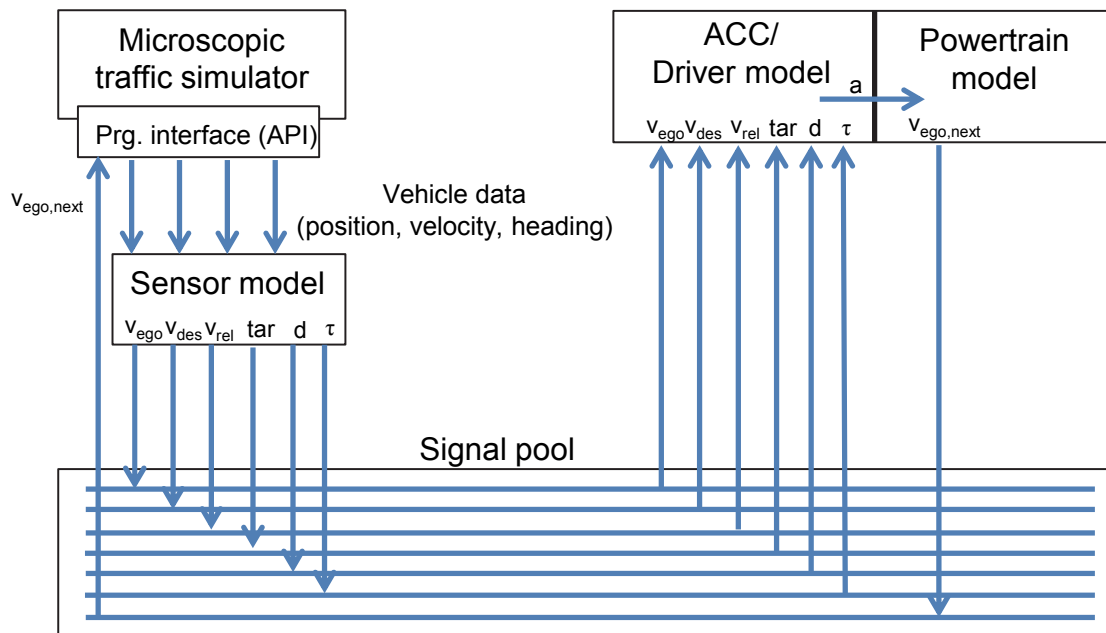 Microscopic
traffic simulator
Prg. interface (API)
v_ego,next
Vehicle data
(position, velocity, heading)
Sensor model
v_ego v_des v_rel tar d τ
ACC/
Driver model
a
v_ego v_des v_rel tar d τ
Powertrain
model
v_ego,next
Signal pool